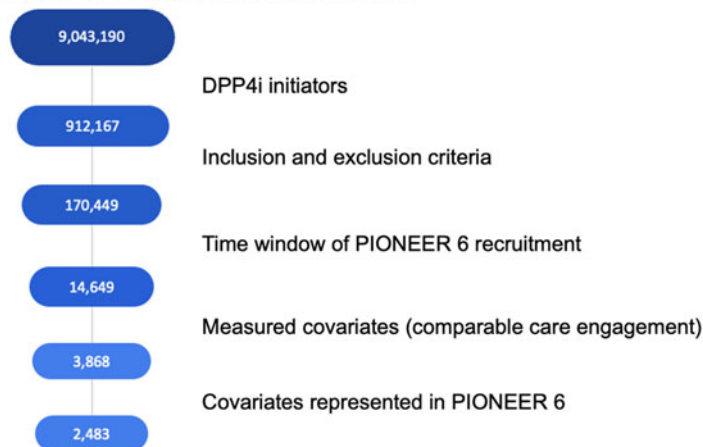 9,043,190
DPP4i initiators
912,167
Inclusion and exclusion criteria
170,449
Time window of PIONEER 6 recruitment
14,649
Measured covariates (comparable care engagement)
3,868
Covariates represented in PIONEER 6
2,483